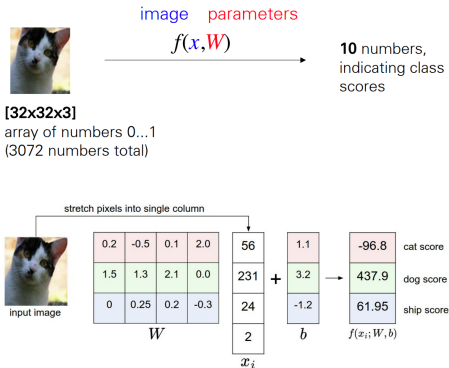 image parameters
f(x,W)
10 numbers,
indicating class
scores
[32x32x3]
array of numbers 0...1
(3072 numbers total)
stretch pixels into single column
0.2 -0.5 0.1 2.0 56 1.1 -96.8 cat score
1.5 1.3 2.1 0.0 231 + 3.2 437.9 dog score
0 0.25 0.2 -0.3 24 -1.2 61.95 ship score
input image
2
W b f(xi;W,b)
xi